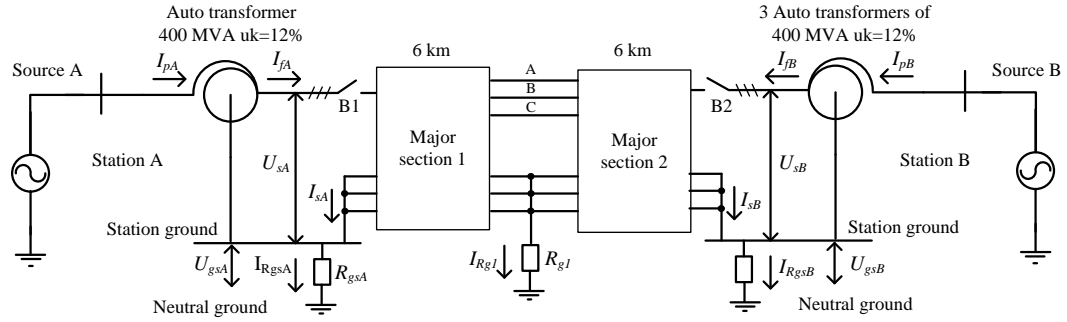 Auto transformer
400 MVA uk=12%
3 Auto transformers of
400 MVA uk=12%
6 km
6 km
Source A
IpA
IfA
A
B
C
IfB
IpB
Source B
B1
B2
Station A
UsA
Major
section 1
Major
section 2
UsB
Station B
IsA
IsB
Station ground
Station ground
UgsA
IRgsA
RgsA
IRg1
Rg1
IRgsB
UgsB
Neutral ground
Neutral ground